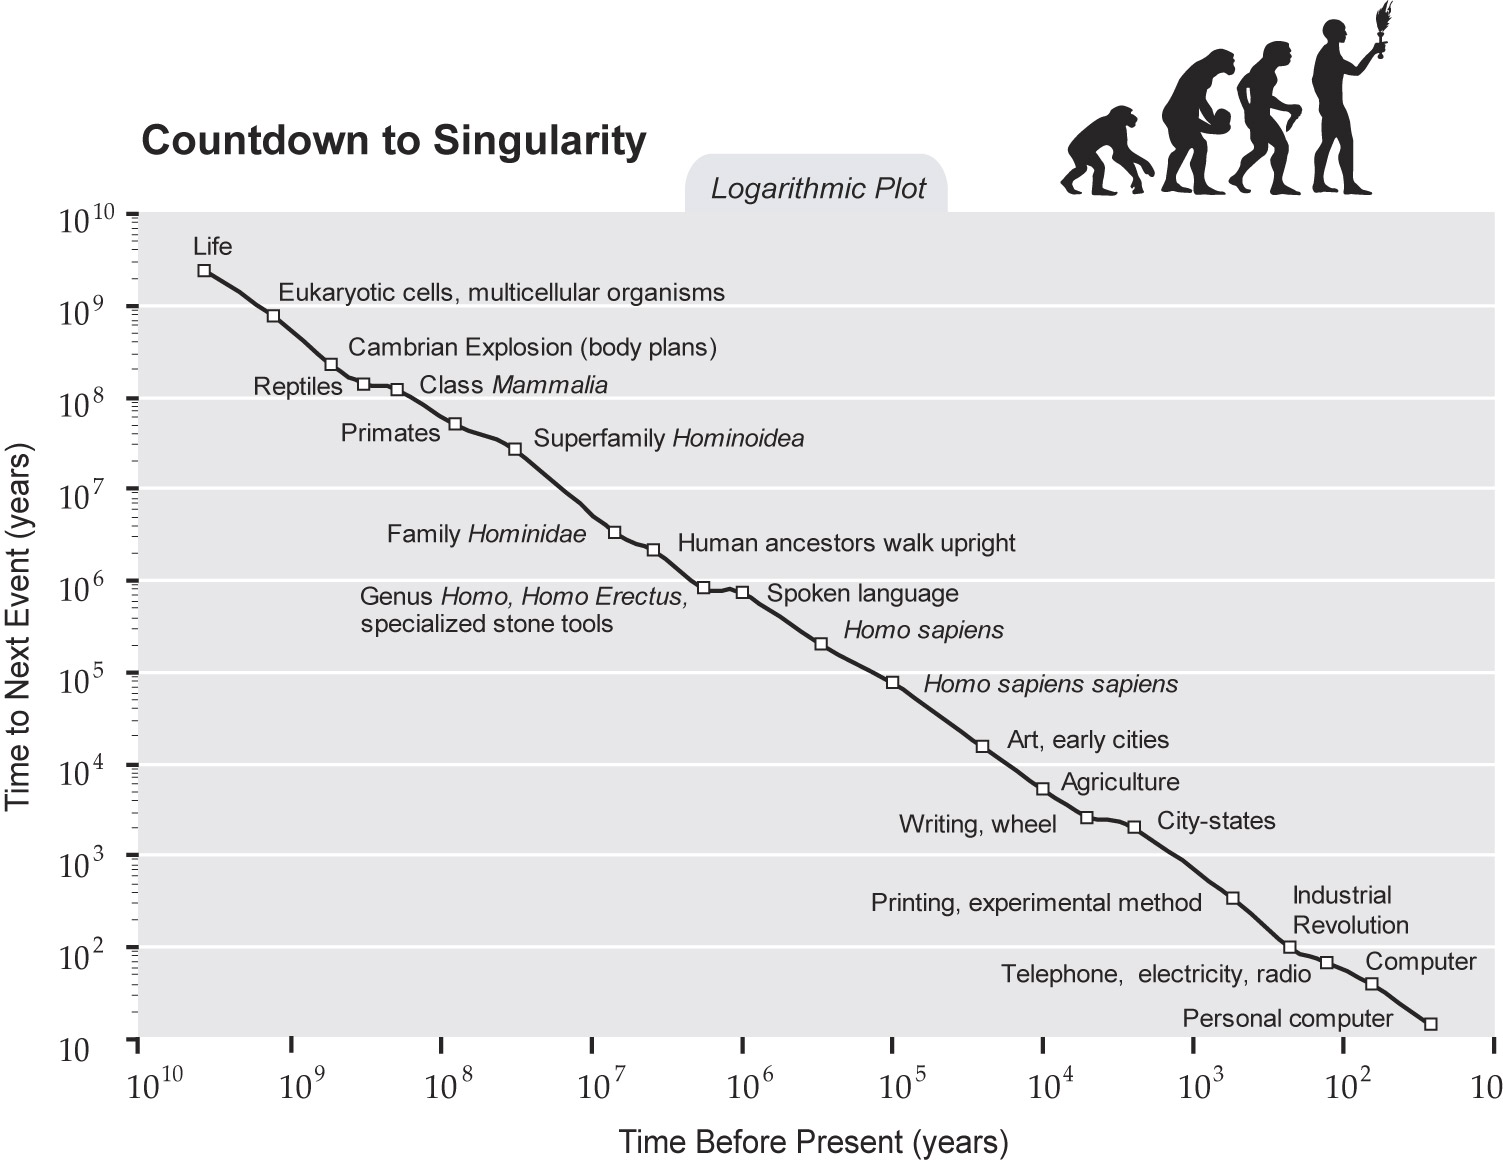 Countdown to Singularity
Logarithmic Plot
Time to Next Event (years)
10^10
10^9
10^8
10^7
10^6
10^5
10^4
10^3
10^2
10
Life
Eukaryotic cells, multicellular organisms
Cambrian Explosion (body plans)
Reptiles
Class Mammalia
Primates
Superfamily Hominoidea
Family Hominidae
Human ancestors walk upright
Genus Homo, Homo Erectus,
specialized stone tools
Spoken language
Homo sapiens
Homo sapiens sapiens
Art, early cities
Agriculture
Writing, wheel
City-states
Printing, experimental method
Industrial
Revolution
Telephone, electricity, radio
Computer
Personal computer
10^10
10^9
10^8
10^7
10^6
10^5
10^4
10^3
10^2
10
Time Before Present (years)